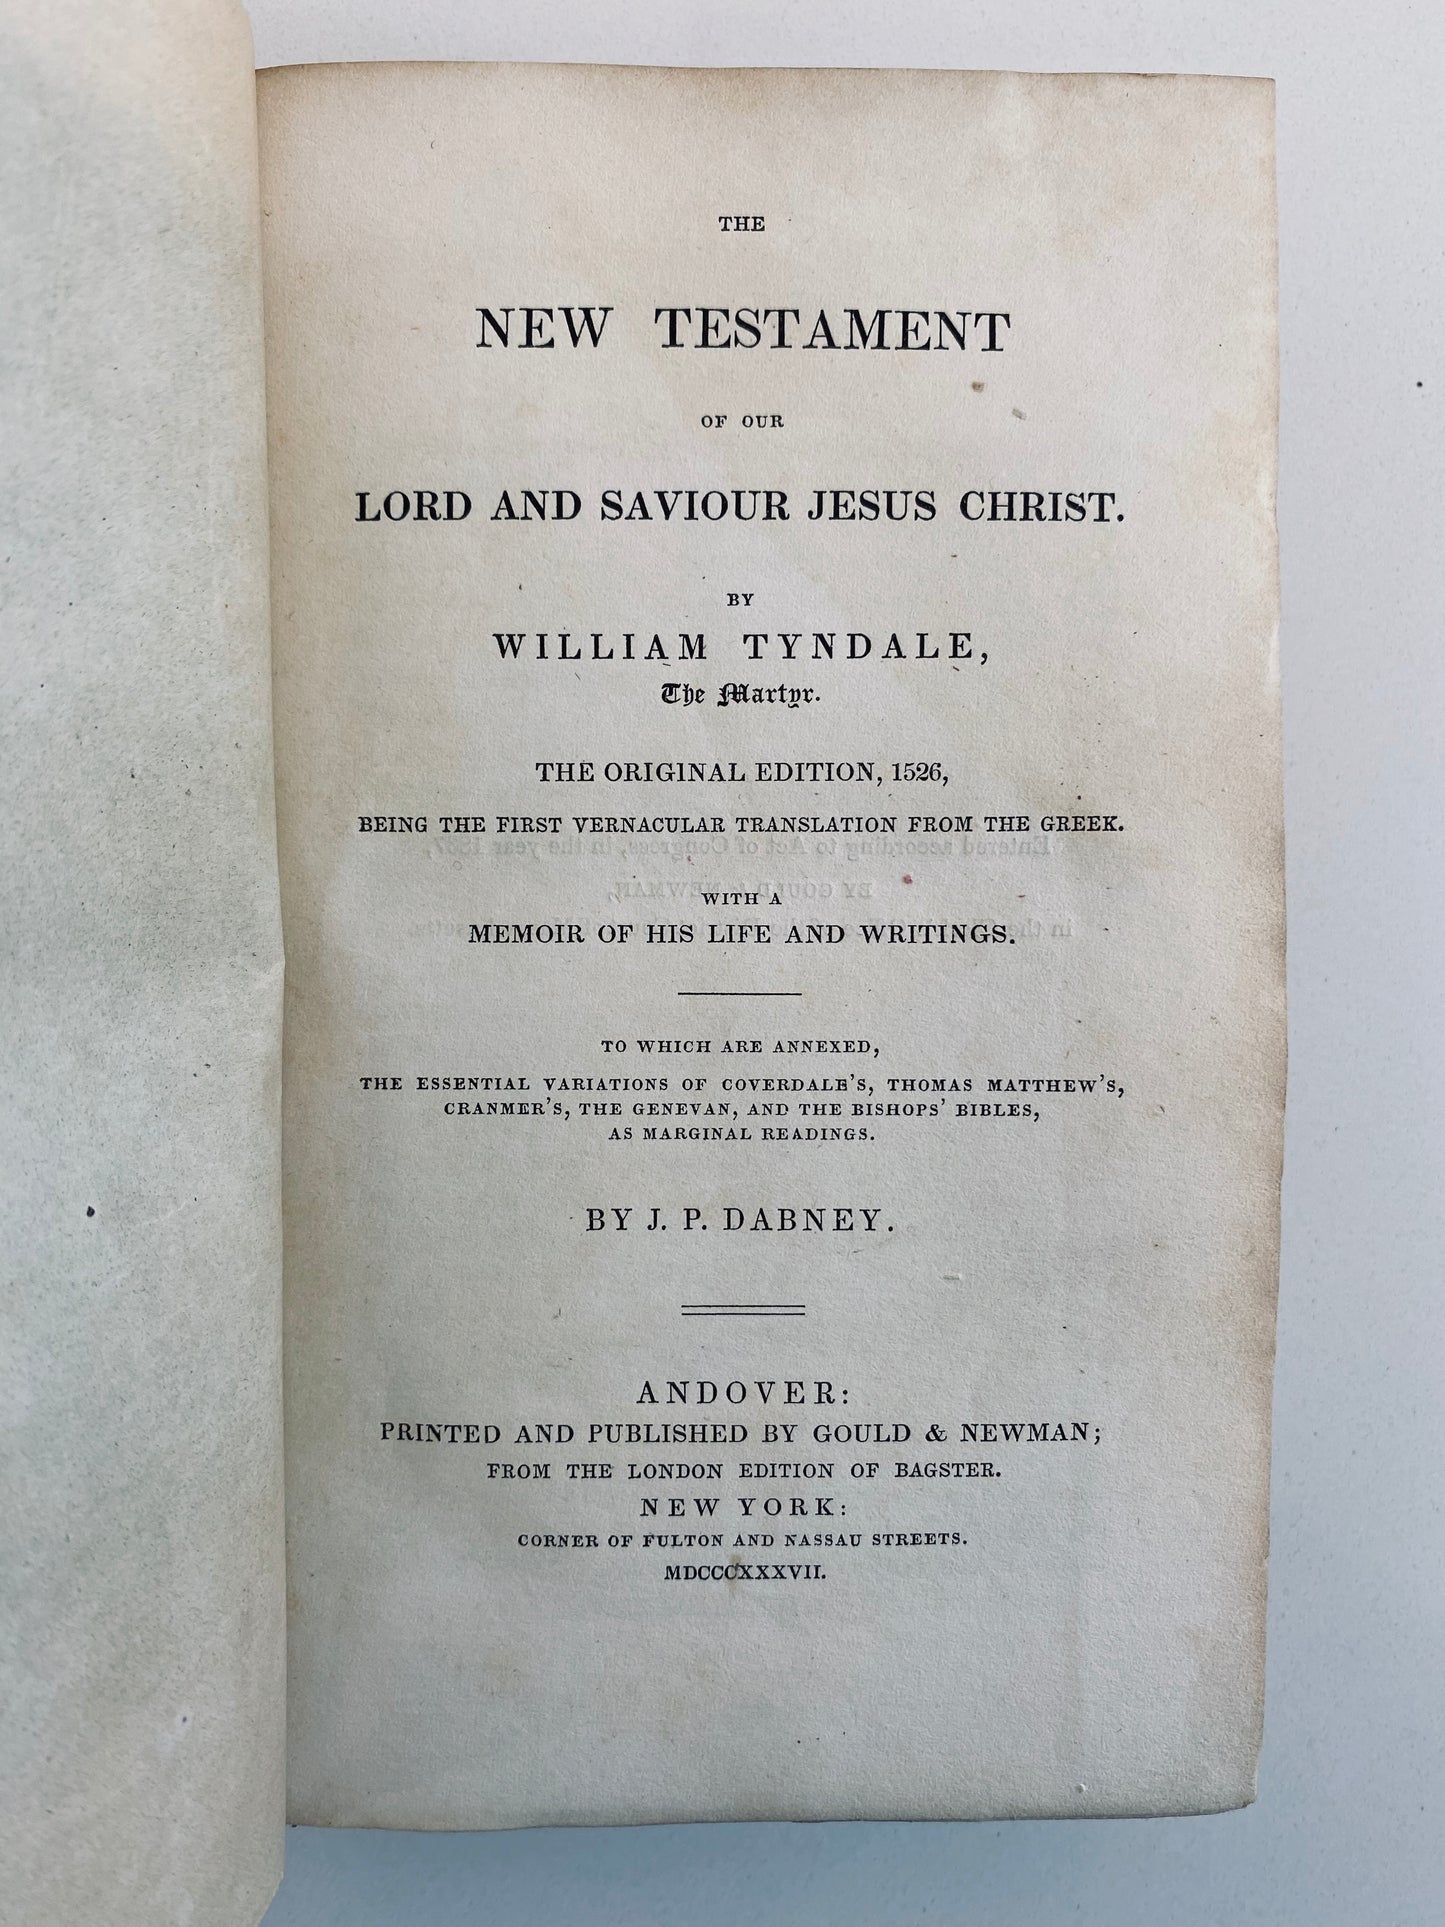 THE
NEW TESTAMENT
OF OUR
LORD AND SAVIOUR JESUS CHRIST.
BY
WILLIAM TYNDALE,
The Martyr.
THE ORIGINAL EDITION, 1526,
BEING THE FIRST VERNACULAR TRANSLATION FROM THE GREEK.
WITH A
MEMOIR OF HIS LIFE AND WRITINGS.
TO WHICH ARE ANNEXED,
THE ESSENTIAL VARIATIONS OF COVERDALE'S, THOMAS MATTHEW'S,
CRANMER'S, THE GENEVAN, AND THE BISHOPS' BIBLES,
AS MARGINAL READINGS.
BY J. P. DABNEY.
ANDOVER:
PRINTED AND PUBLISHED BY GOULD & NEWMAN;
FROM THE LONDON EDITION OF BAGSTER.
NEW YORK:
CORNER OF FULTON AND NASSAU STREETS.
MDCCCXXXVII.